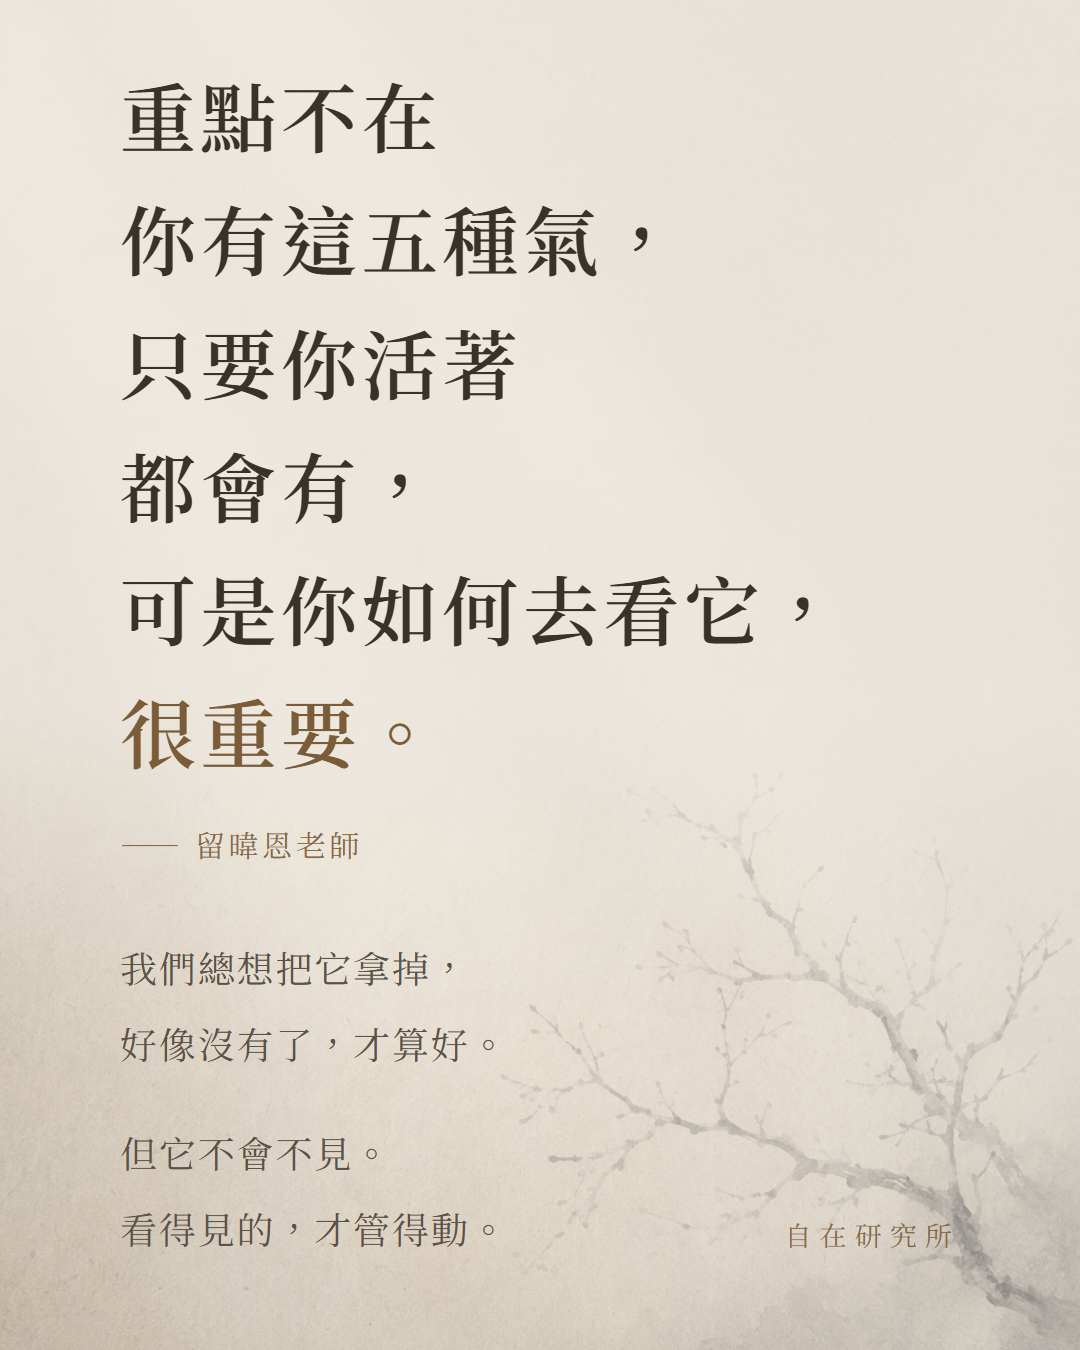 重點不在
你有這五種氣，
只要你活著
都會有，
可是你如何去看它，
很重要。
—— 留暐恩老師
我們總想把它拿掉，
好像沒有了，才算好。
但它不會不見。
看得見的，才管得動。
自在研究所